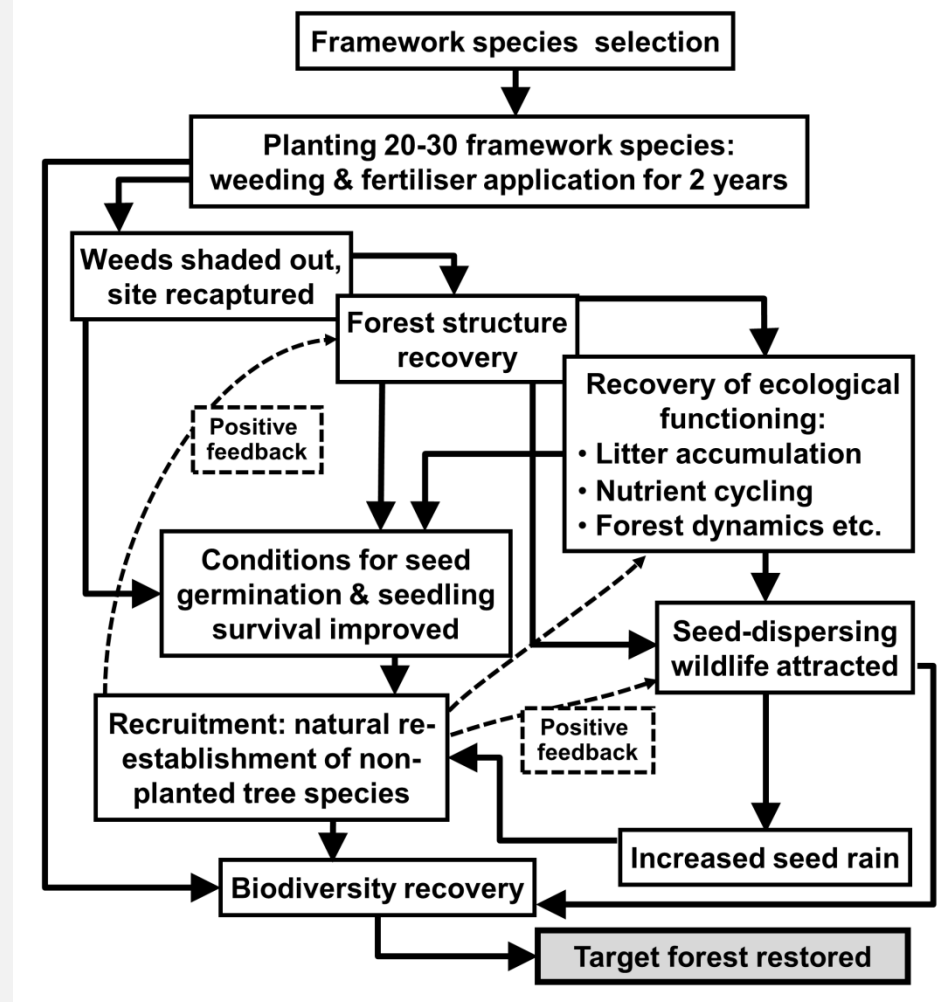 Framework species selection
Planting 20-30 framework species:
weeding & fertiliser application for 2 years
Weeds shaded out,
site recaptured
Forest structure
recovery
Recovery of ecological
functioning:
• Litter accumulation
• Nutrient cycling
• Forest dynamics etc.
Positive
feedback
Conditions for seed
germination & seedling
survival improved
Seed-dispersing
wildlife attracted
Recruitment: natural re-
establishment of non-
planted tree species
Positive
feedback
Increased seed rain
Biodiversity recovery
Target forest restored